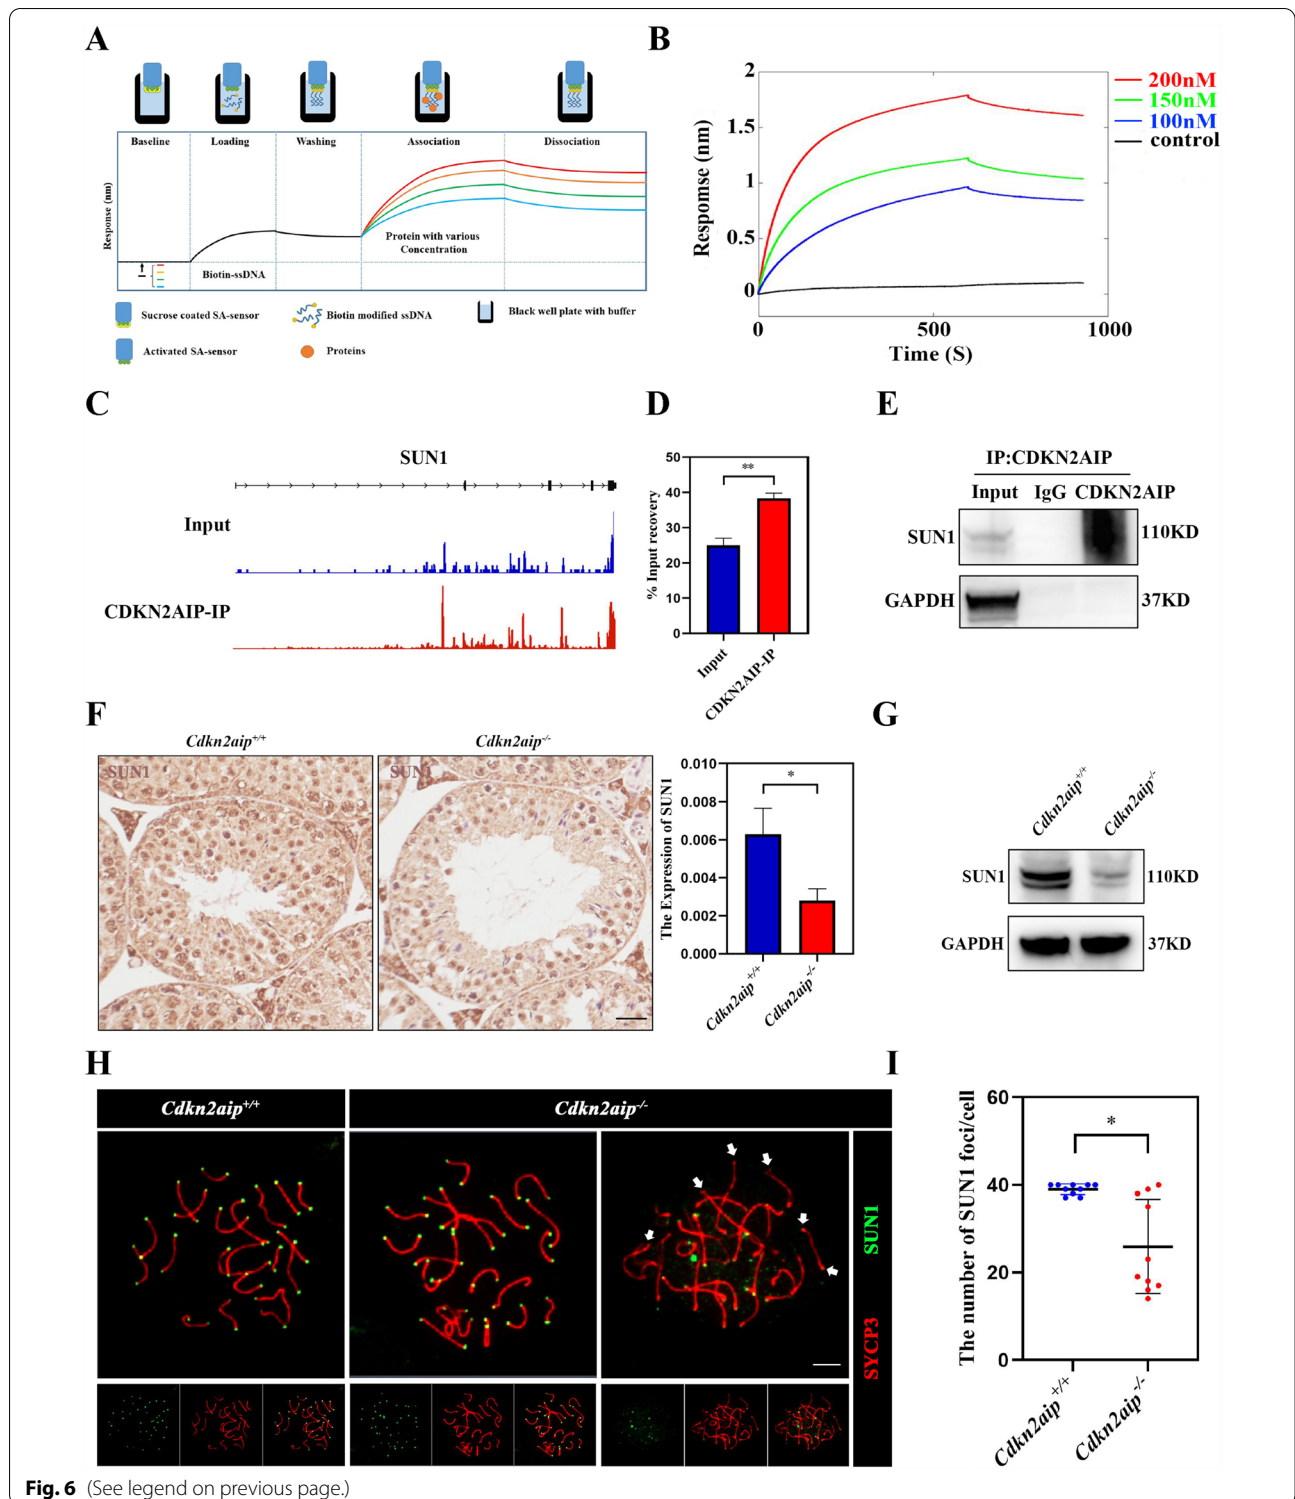 A
Baseline Loading Washing Association Dissociation
Response (nm)
Protein with various
Concentration
Biotin-ssDNA
Sucrose coated SA-sensor
Biotin modified ssDNA
Black well plate with buffer
Activated SA-sensor
Proteins
B
2
1.5
1
0.5
0
0 500 1000
Respomse (nm)
Time (S)
200nM
150nM
100nM
control
C
SUN1
Input
CDKN2AIP-IP
D
50
40
30
20
10
0
% Input recovery
**
Input
CDKN2AIP-IP
E
IP:CDKN2AIP
Input IgG CDKN2AIP
SUN1 110KD
GAPDH 37KD
F
Cdkn2aip+/+
Cdkn2aip-/-
SUN1
SUN1
0.010
0.008
0.006
0.004
0.002
0.000
The Expression of SUN1
*
Cdkn2aip+/+
Cdkn2aip-/-
G
Cdkn2aip+/+
Cdkn2aip-/-
SUN1 110KD
GAPDH 37KD
H
Cdkn2aip+/+
Cdkn2aip-/-
SUN1
SYCP3
I
60
40
20
0
The number of SUN1 foci/cell
*
Cdkn2aip+/+
Cdkn2aip-/-
Fig. 6 (See legend on previous page.)